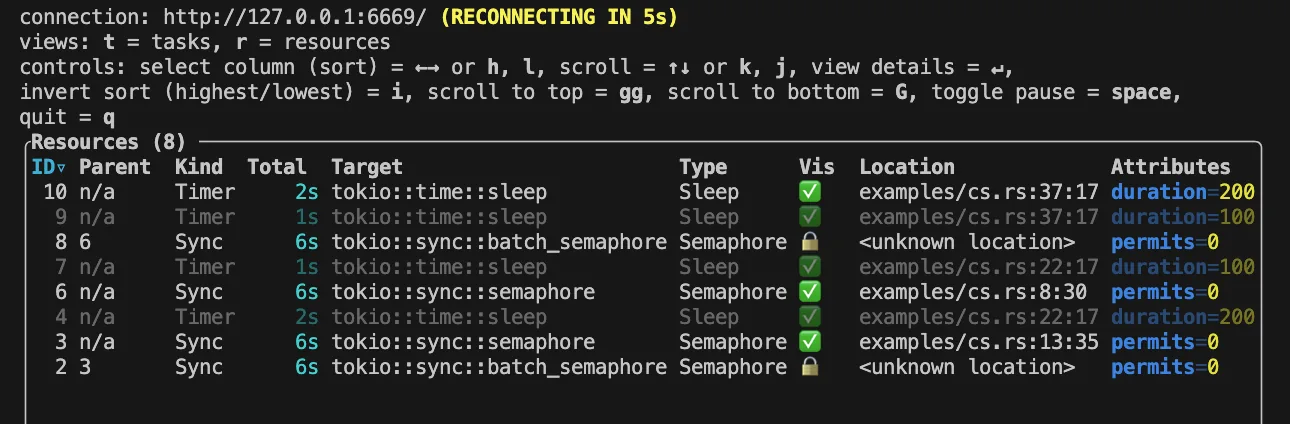 connection: http://127.0.0.1:6669/ (RECONNECTING IN 5s)
views: t = tasks, r = resources
controls: select column (sort) = ←→ or h, l, scroll = ↑↓ or k, j, view details = ↵,
invert sort (highest/lowest) = i, scroll to top = gg, scroll to bottom = G, toggle pause = space,
quit = q
Resources (8)
ID▿ Parent Kind Total Target Type Vis Location Attributes
10 n/a Timer 2s tokio::time::sleep Sleep ✅ examples/cs.rs:37:17 duration=200
9 n/a Timer 1s tokio::time::sleep Sleep ✅ examples/cs.rs:37:17 duration=100
8 6 Sync 6s tokio::sync::batch_semaphore Semaphore 🔒 <unknown location> permits=0
7 n/a Timer 1s tokio::time::sleep Sleep ✅ examples/cs.rs:22:17 duration=100
6 n/a Sync 6s tokio::sync::semaphore Semaphore ✅ examples/cs.rs:8:30 permits=0
4 n/a Timer 2s tokio::time::sleep Sleep ✅ examples/cs.rs:22:17 duration=200
3 n/a Sync 6s tokio::sync::semaphore Semaphore ✅ examples/cs.rs:13:35 permits=0
2 3 Sync 6s tokio::sync::batch_semaphore Semaphore 🔒 <unknown location> permits=0